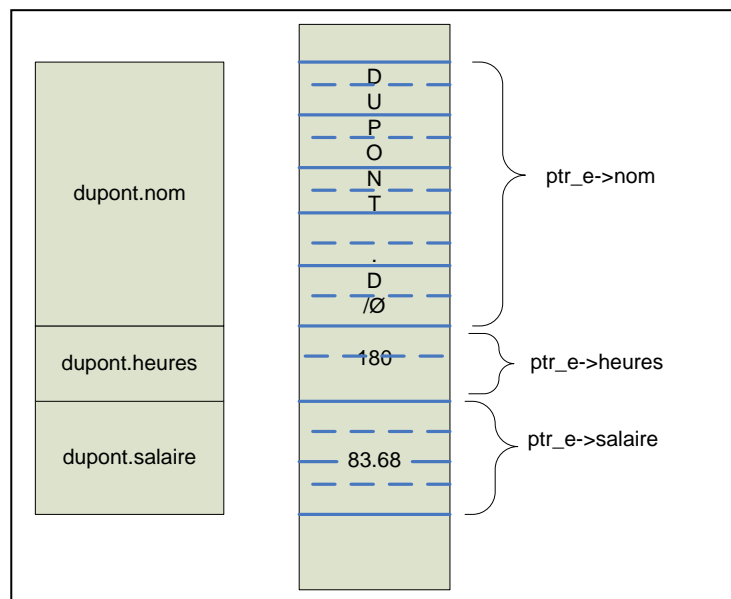 dupont.nom
dupont.heures
dupont.salaire
D
U
P
O
N
T
.
D
/Ø
180
83.68
ptr_e->nom
ptr_e->heures
ptr_e->salaire